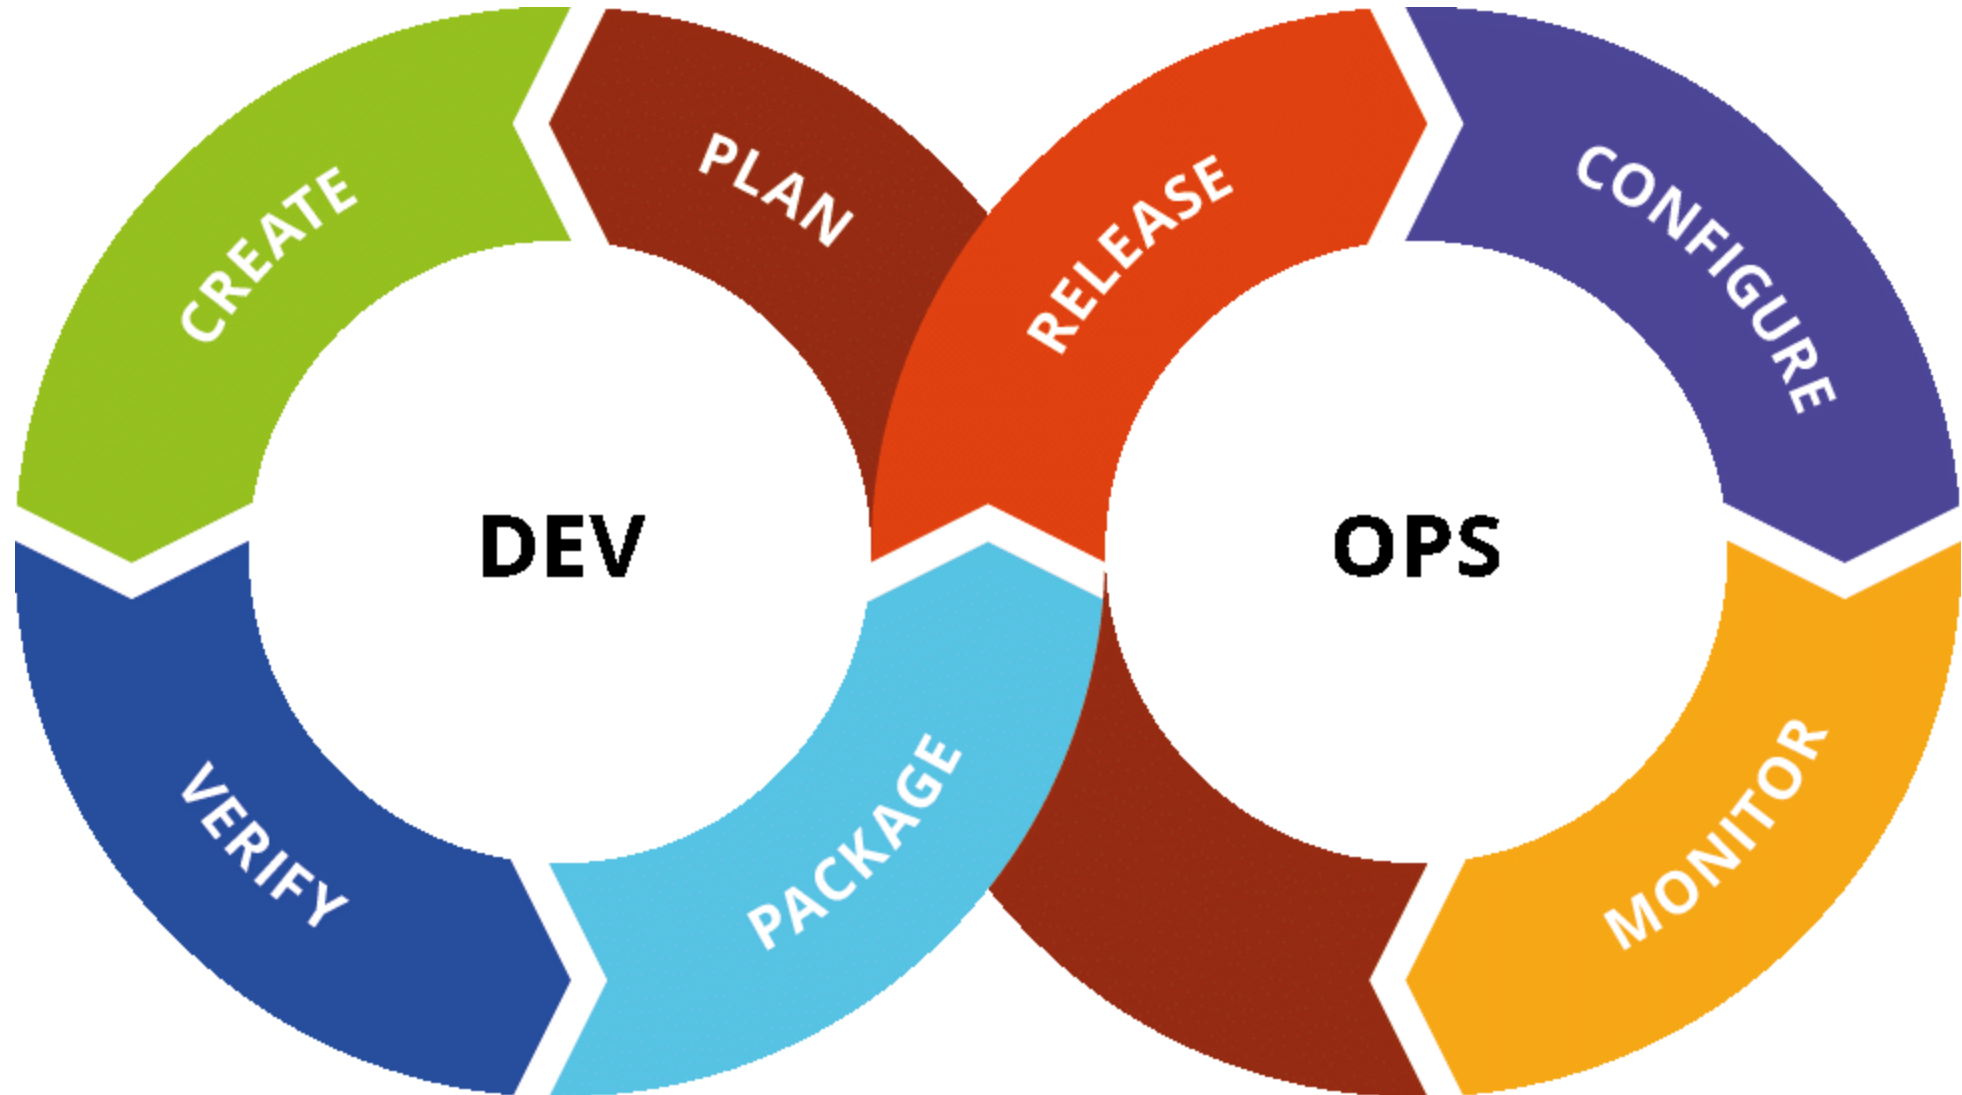 PLAN
CREATE
VERIFY
PACKAGE
RELEASE
CONFIGURE
MONITOR
DEV
OPS